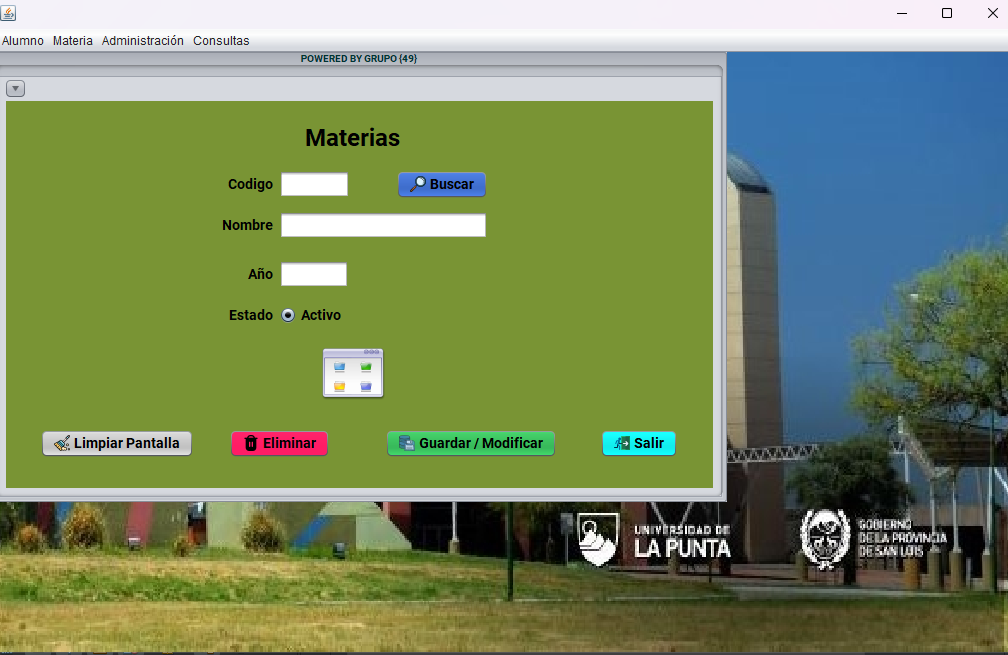 Alumno Materia Administración Consultas
POWERED BY GRUPO {49}
Materias
Codigo
Buscar
Nombre
Año
Estado
Activo
Limpiar Pantalla
Eliminar
Guardar / Modificar
Salir
UNIVERSIDAD DE
LA PUNTA
GOBIERNO
DE LA PROVINCIA
DE SAN LUIS